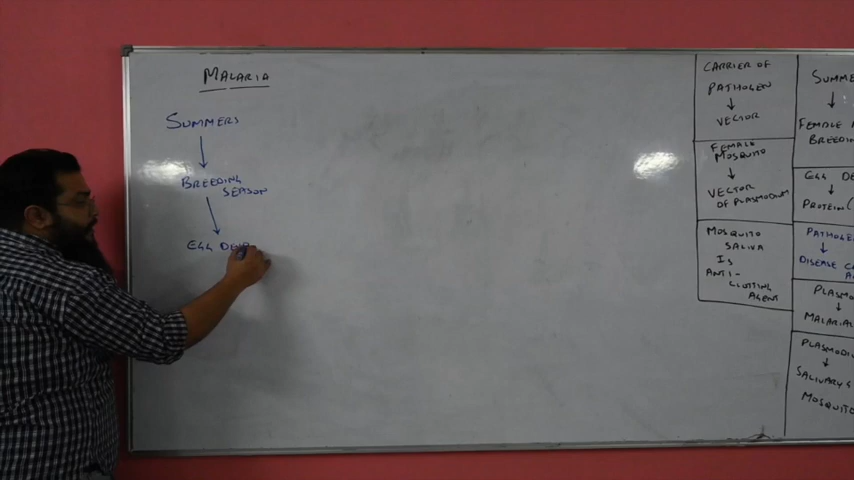 MALARIA
SUMMERS
BREEDING
SEASON
EGG DEV
CARRIER OF
PATHOGEN
VECTOR
FEMALE
MOSQUITO
VECTOR
OF PLASMODIUM
MOSQUITO
SALIVA
IS
ANTI-
CLOTTING
AGENT
SUMME
FEMALE
BREEDIN
EGG DE
PROTEIN (
PATHOGE
DISEASE C
A
PLASMO
MALARIAL
PLASMODI
SALIVARY G
MOSQUITO